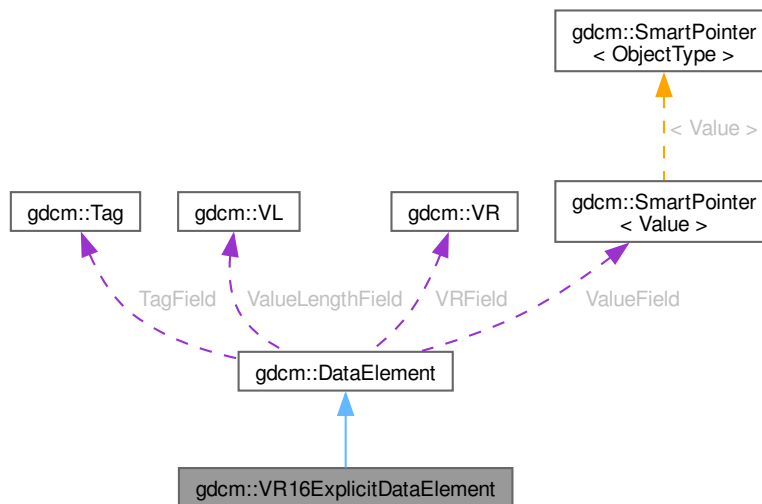 gdcm::SmartPointer
< ObjectType >
< Value >
gdcm::Tag
gdcm::VL
gdcm::VR
gdcm::SmartPointer
< Value >
TagField
ValueLengthField
VRField
ValueField
gdcm::DataElement
gdcm::VR16ExplicitDataElement